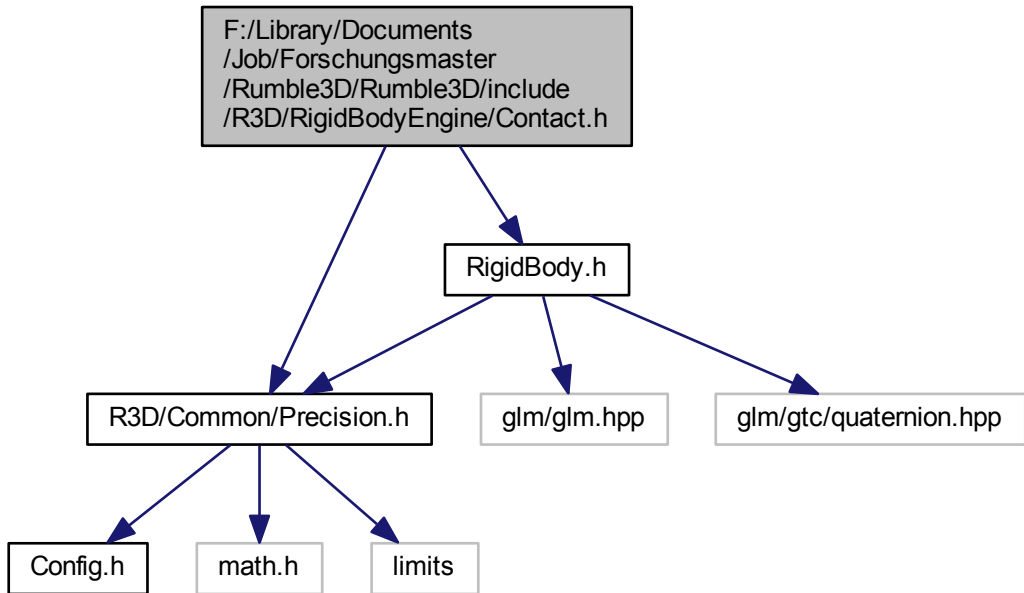 F:/Library/Documents
/Job/Forschungsmaster
/Rumble3D/Rumble3D/include
/R3D/RigidBodyEngine/Contact.h
RigidBody.h
R3D/Common/Precision.h
glm/glm.hpp
glm/gtc/quaternion.hpp
Config.h
math.h
limits